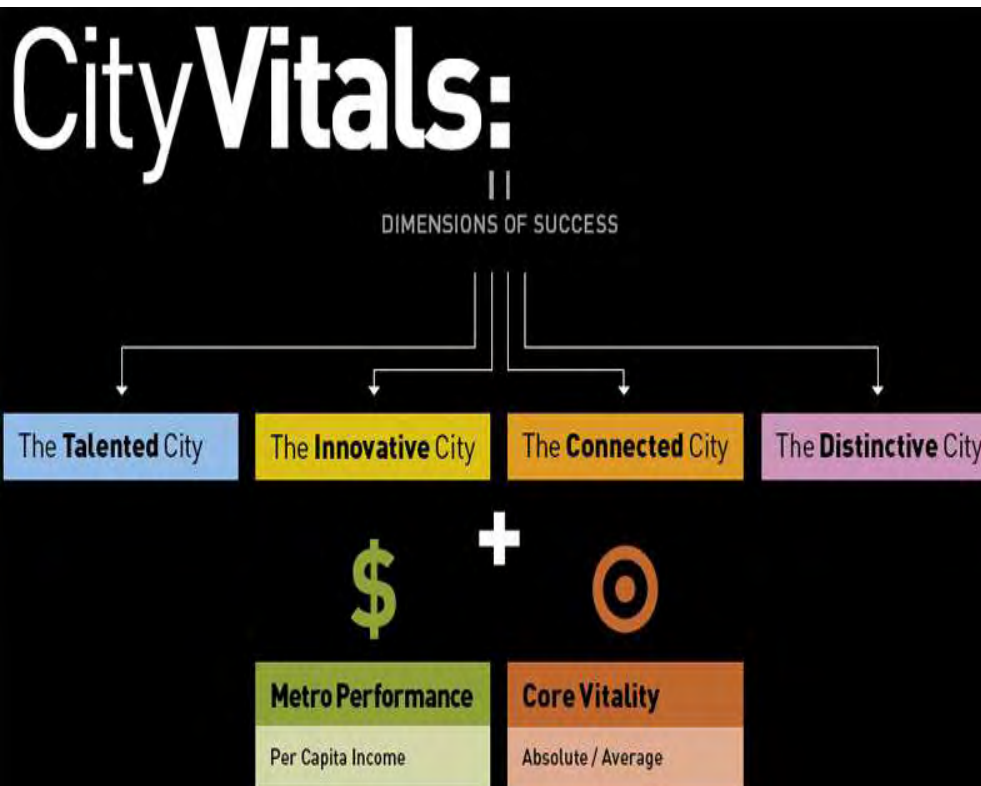 CityVitals:
DIMENSIONS OF SUCCESS
The Talented City
The Innovative City
The Connected City
The Distinctive City
+
$
Metro Performance
Per Capita Income
Core Vitality
Absolute / Average